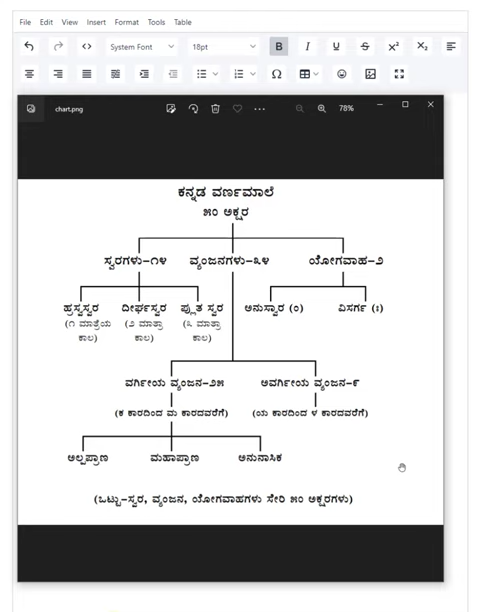 File Edit View Insert Format Tools Table
System Font 18pt B I U S X² X₂
Ω
chart.png 78%
ಕನ್ನಡ ವರ್ಣಮಾಲೆ
೫೦ ಅಕ್ಷರ
ಸ್ವರಗಳು-೧೪ ವ್ಯಂಜನಗಳು-೩೪ ಯೋಗವಾಹ-೨
ಹ್ರಸ್ವಸ್ವರ ದೀರ್ಘಸ್ವರ ಪ್ಲುತ ಸ್ವರ ಅನುಸ್ವಾರ (ಂ) ವಿಸರ್ಗ (ಃ)
(೧ ಮಾತ್ರೆಯ (೨ ಮಾತ್ರಾ (೩ ಮಾತ್ರಾ
ಕಾಲ) ಕಾಲ) ಕಾಲ)
ವರ್ಗೀಯ ವ್ಯಂಜನ-೨೫ ಅವರ್ಗೀಯ ವ್ಯಂಜನ-೯
(ಕ ಕಾರದಿಂದ ಮ ಕಾರದವರೆಗೆ) (ಯ ಕಾರದಿಂದ ಳ ಕಾರದವರೆಗೆ)
ಅಲ್ಪಪ್ರಾಣ ಮಹಾಪ್ರಾಣ ಅನುನಾಸಿಕ
(ಒಟ್ಟು-ಸ್ವರ, ವ್ಯಂಜನ, ಯೋಗವಾಹಗಳು ಸೇರಿ ೫೦ ಅಕ್ಷರಗಳು)